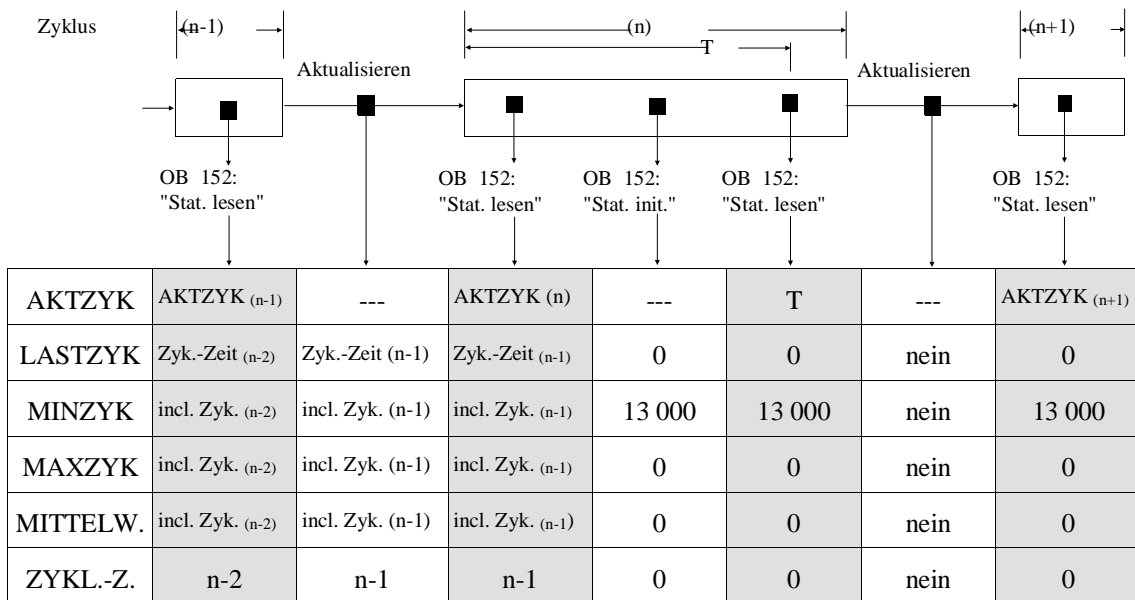 Zyklus (n-1) (n) (n+1)
T
Aktualisieren Aktualisieren
OB 152: OB 152: OB 152: OB 152: OB 152:
"Stat. lesen" "Stat. lesen" "Stat. init." "Stat. lesen" "Stat. lesen"
AKTZYK AKTZYK (n-1) --- AKTZYK (n) --- T --- AKTZYK (n+1)
LASTZYK Zyk.-Zeit (n-2) Zyk.-Zeit (n-1) Zyk.-Zeit (n-1) 0 0 nein 0
MINZYK incl. Zyk. (n-2) incl. Zyk. (n-1) incl. Zyk. (n-1) 13 000 13 000 nein 13 000
MAXZYK incl. Zyk. (n-2) incl. Zyk. (n-1) incl. Zyk. (n-1) 0 0 nein 0
MITTELW. incl. Zyk. (n-2) incl. Zyk. (n-1) incl. Zyk. (n-1) 0 0 nein 0
ZYKL.-Z. n-2 n-1 n-1 0 0 nein 0